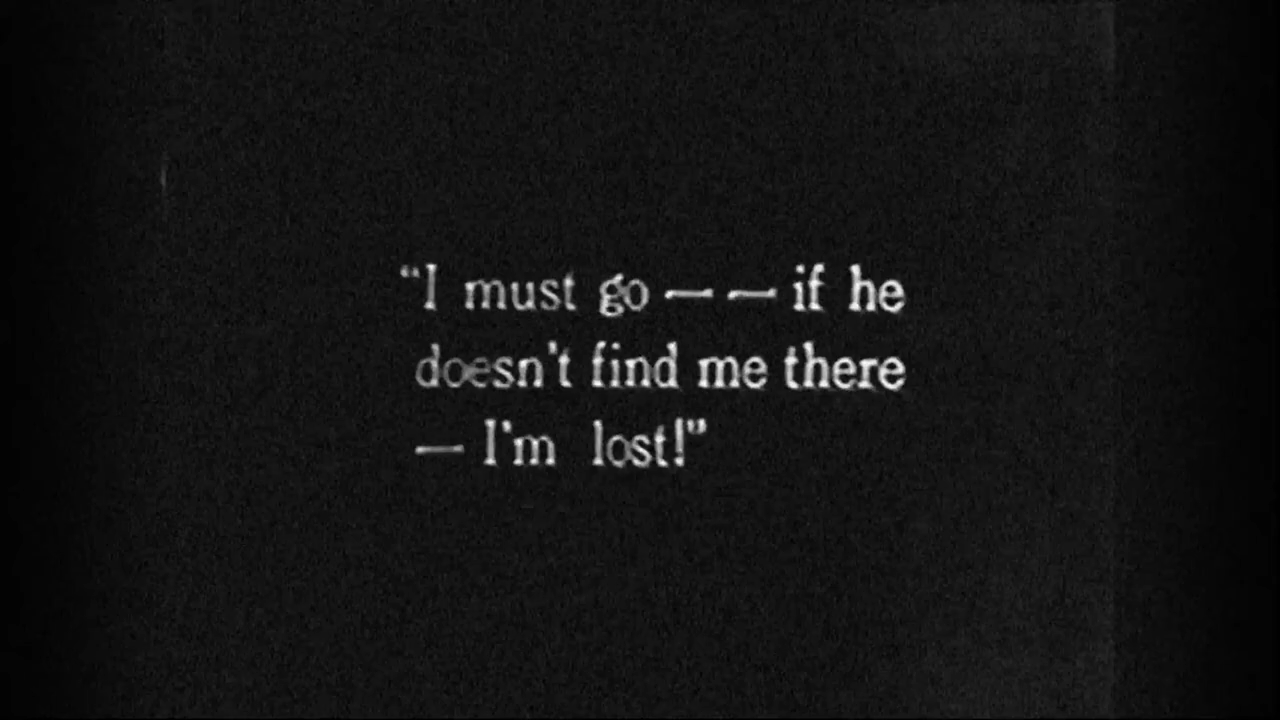 “I must go — — if he
doesn't find me there
— I'm lost!”